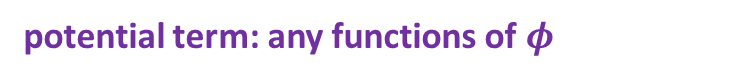 potential term: any functions of ϕ